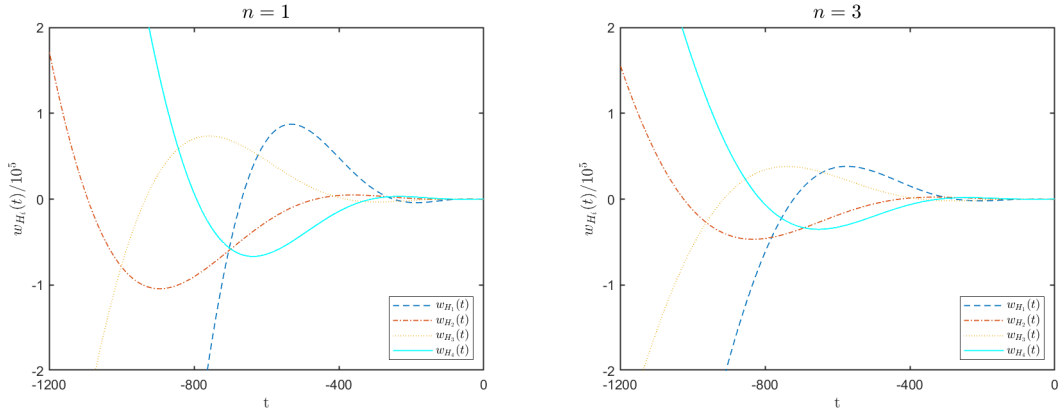 n = 1
2
1
0
-1
-2
w_{H_i}(t)/10^5
-1200
-800
-400
0
t
w_{H_1}(t)
w_{H_2}(t)
w_{H_3}(t)
w_{H_4}(t)
n = 3
2
1
0
-1
-2
w_{H_i}(t)/10^5
-1200
-800
-400
0
t
w_{H_1}(t)
w_{H_2}(t)
w_{H_3}(t)
w_{H_4}(t)